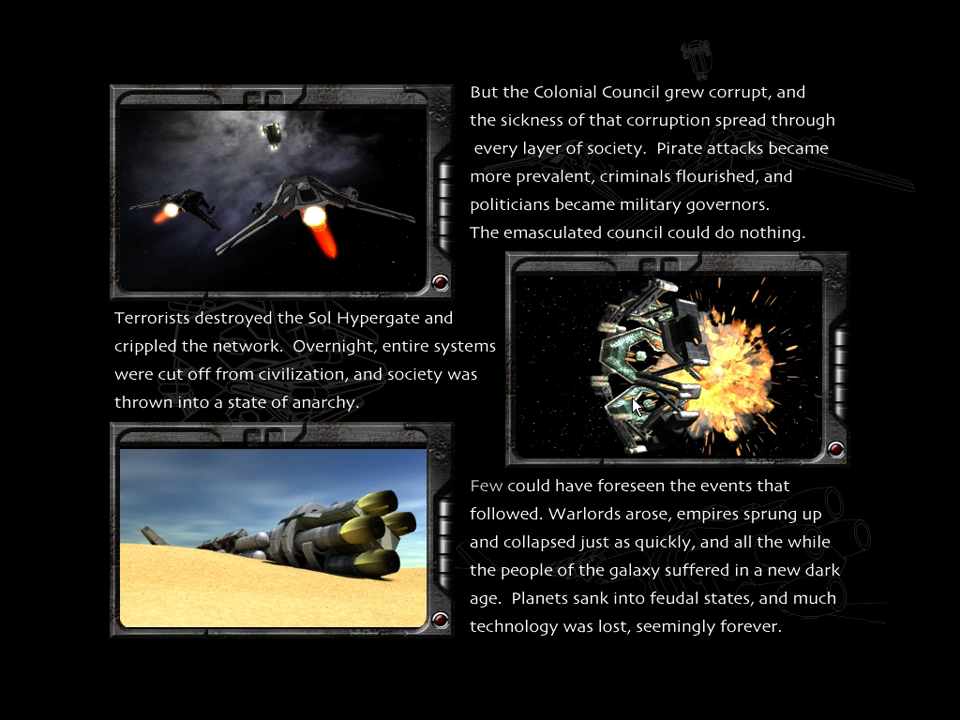 But the Colonial Council grew corrupt, and
the sickness of that corruption spread through
every layer of society. Pirate attacks became
more prevalent, criminals flourished, and
politicians became military governors.
The emasculated council could do nothing.
Terrorists destroyed the Sol Hypergate and
crippled the network. Overnight, entire systems
were cut off from civilization, and society was
thrown into a state of anarchy.
Few could have foreseen the events that
followed. Warlords arose, empires sprung up
and collapsed just as quickly, and all the while
the people of the galaxy suffered in a new dark
age. Planets sank into feudal states, and much
technology was lost, seemingly forever.